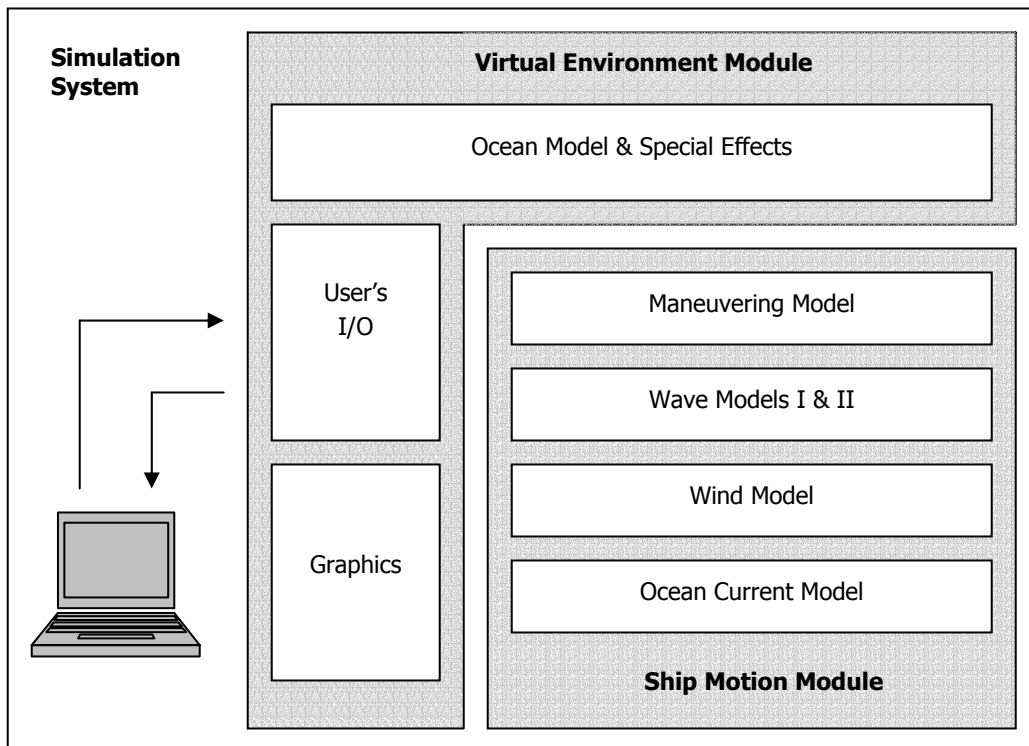 Simulation
System
Virtual Environment Module
Ocean Model & Special Effects
User's
I/O
Graphics
Maneuvering Model
Wave Models I & II
Wind Model
Ocean Current Model
Ship Motion Module